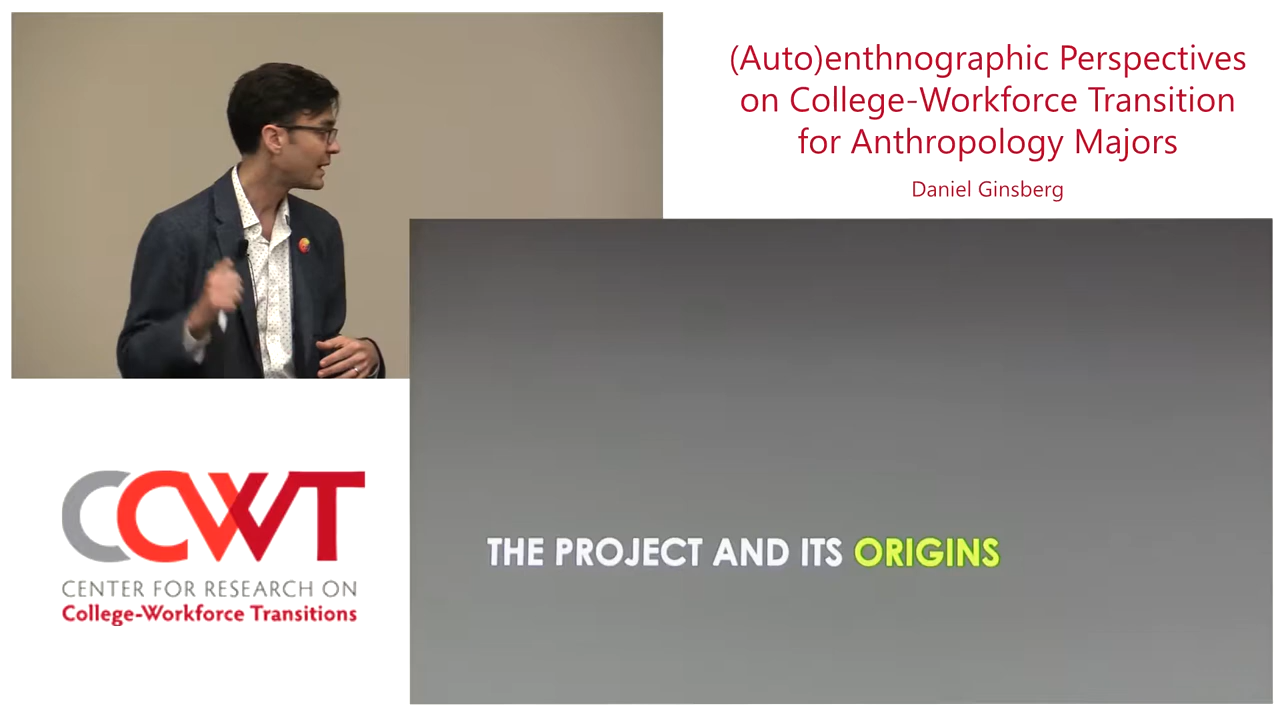 (Auto)enthnographic Perspectives
on College-Workforce Transition
for Anthropology Majors
Daniel Ginsberg
THE PROJECT AND ITS ORIGINS
CCWT
CENTER FOR RESEARCH ON
College-Workforce Transitions